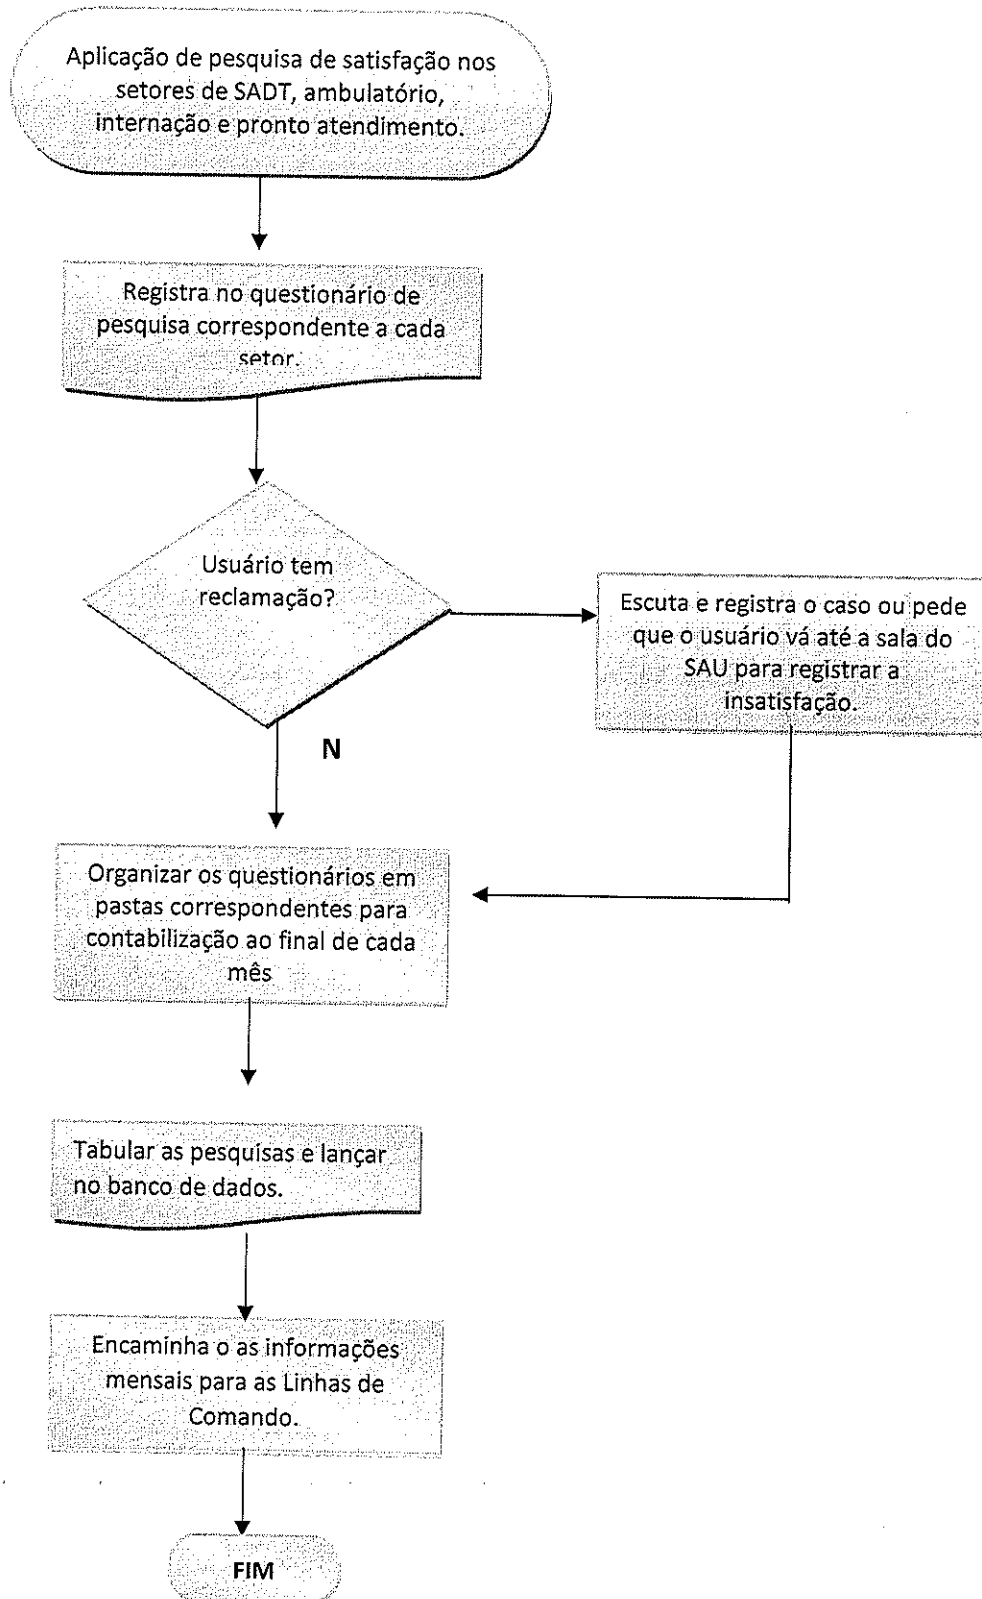 Aplicação de pesquisa de satisfação nos
setores de SADT, ambulatório,
internação e pronto atendimento.
Registra no questionário de
pesquisa correspondente a cada
setor.
Usuário tem
reclamação?
Escuta e registra o caso ou pede
que o usuário vá até a sala do
SAU para registrar a
insatisfação.
N
Organizar os questionários em
pastas correspondentes para
contabilização ao final de cada
mês
Tabular as pesquisas e lançar
no banco de dados.
Encaminha o as informações
mensais para as Linhas de
Comando.
FIM